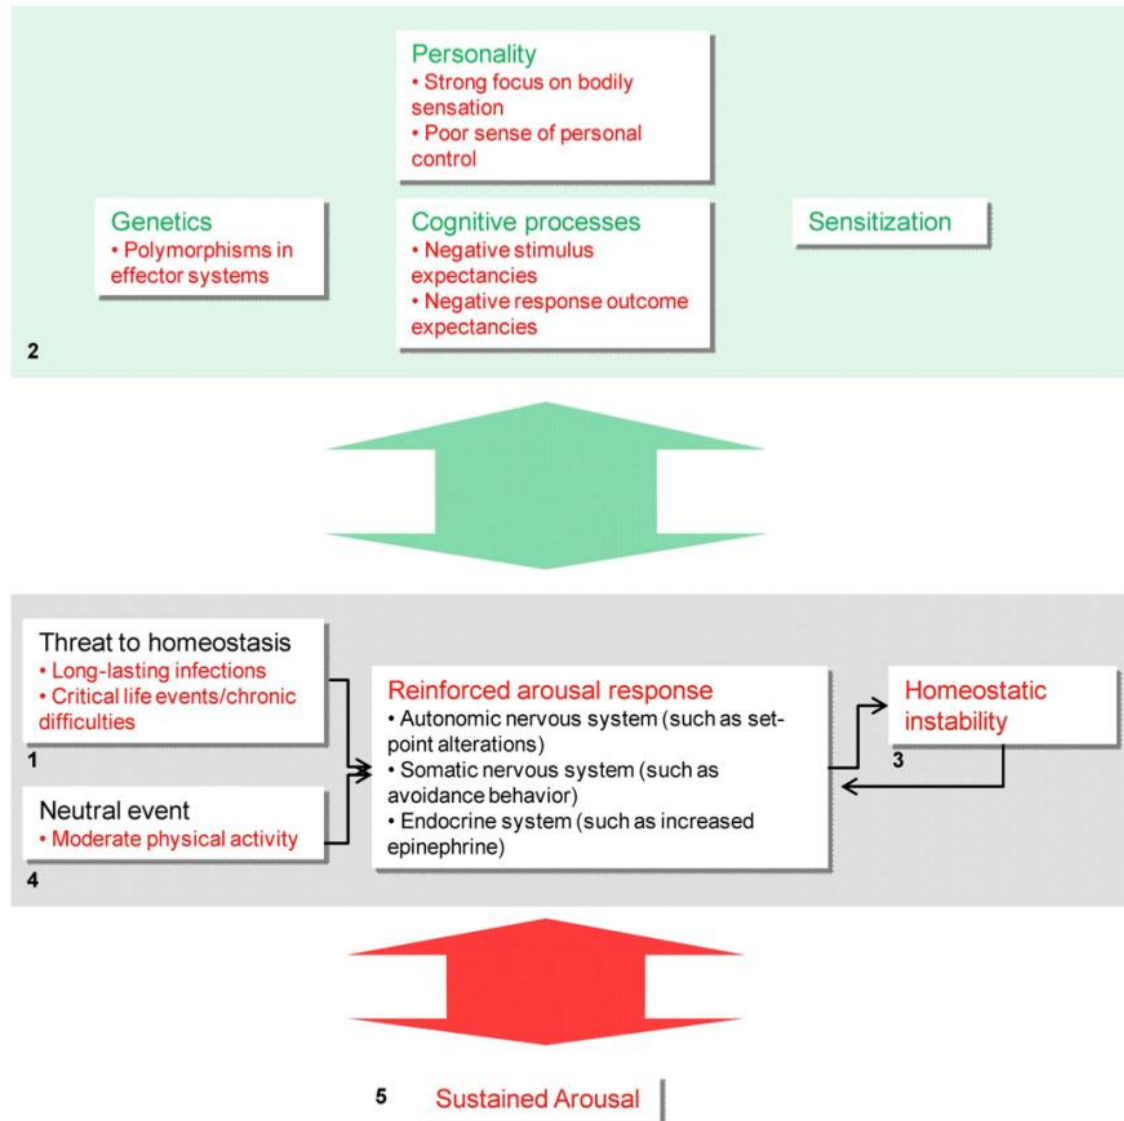 Personality
• Strong focus on bodily
sensation
• Poor sense of personal
control
Genetics
• Polymorphisms in
effector systems
Cognitive processes
• Negative stimulus
expectancies
• Negative response outcome
expectancies
Sensitization
2
Threat to homeostasis
• Long-lasting infections
• Critical life events/chronic
difficulties
1
Neutral event
• Moderate physical activity
4
Reinforced arousal response
• Autonomic nervous system (such as set-
point alterations)
• Somatic nervous system (such as
avoidance behavior)
• Endocrine system (such as increased
epinephrine)
Homeostatic
instability
3
5 Sustained Arousal